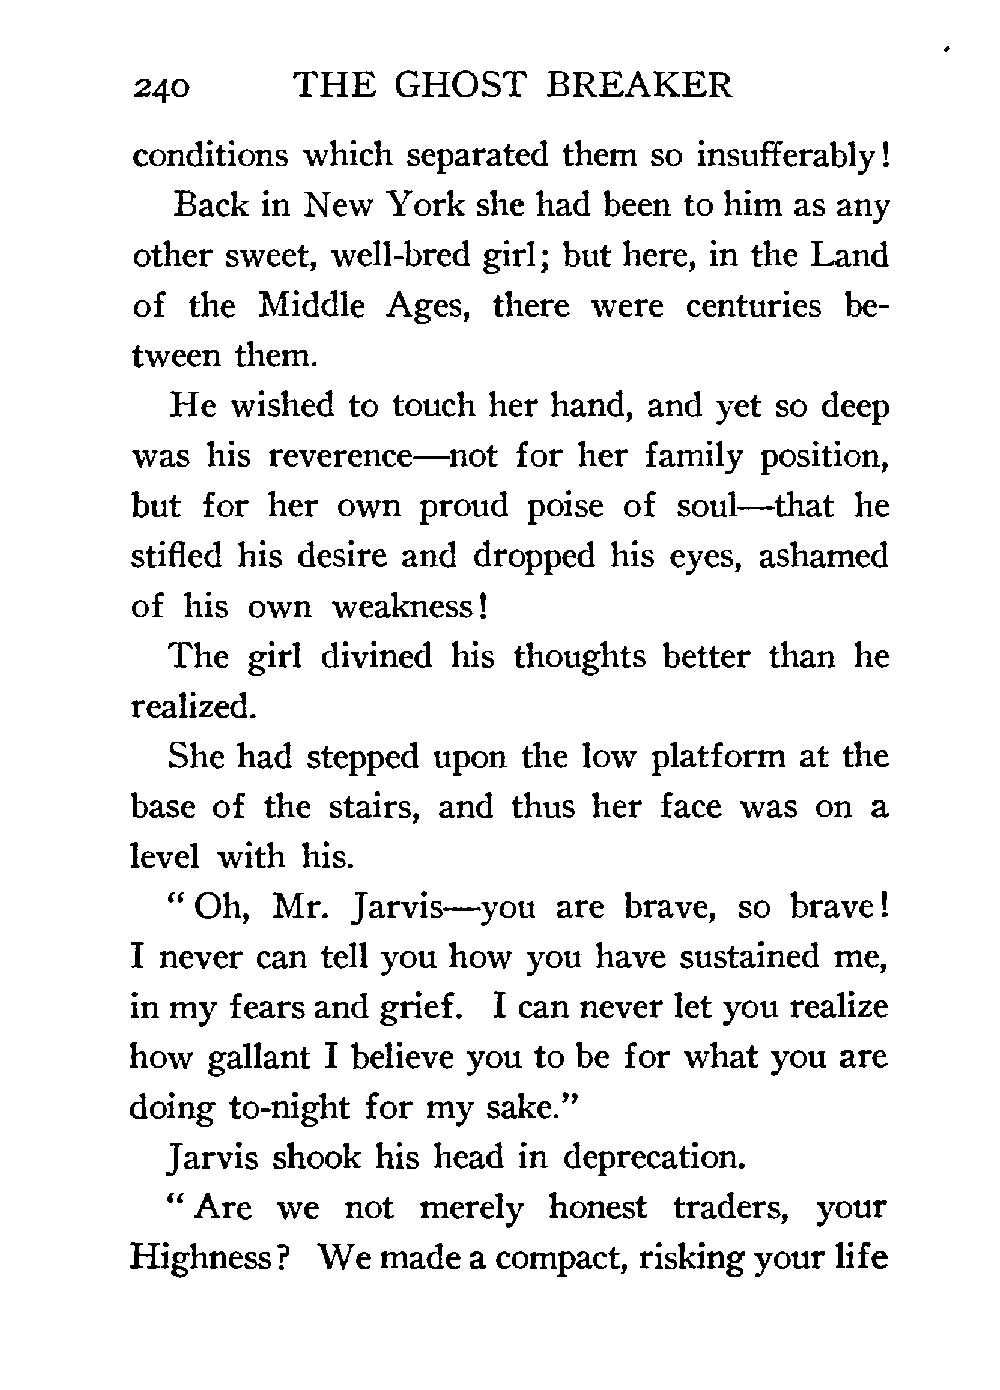 240 THE GHOST BREAKER
conditions which separated them so insufferably!
Back in New York she had been to him as any
other sweet, well-bred girl; but here, in the Land
of the Middle Ages, there were centuries be-
tween them.
He wished to touch her hand, and yet so deep
was his reverence—not for her family position,
but for her own proud poise of soul—that he
stifled his desire and dropped his eyes, ashamed
of his own weakness!
The girl divined his thoughts better than he
realized.
She had stepped upon the low platform at the
base of the stairs, and thus her face was on a
level with his.
“Oh, Mr. Jarvis—you are brave, so brave!
I never can tell you how you have sustained me,
in my fears and grief. I can never let you realize
how gallant I believe you to be for what you are
doing to-night for my sake.”
Jarvis shook his head in deprecation.
“Are we not merely honest traders, your
Highness? We made a compact, risking your life